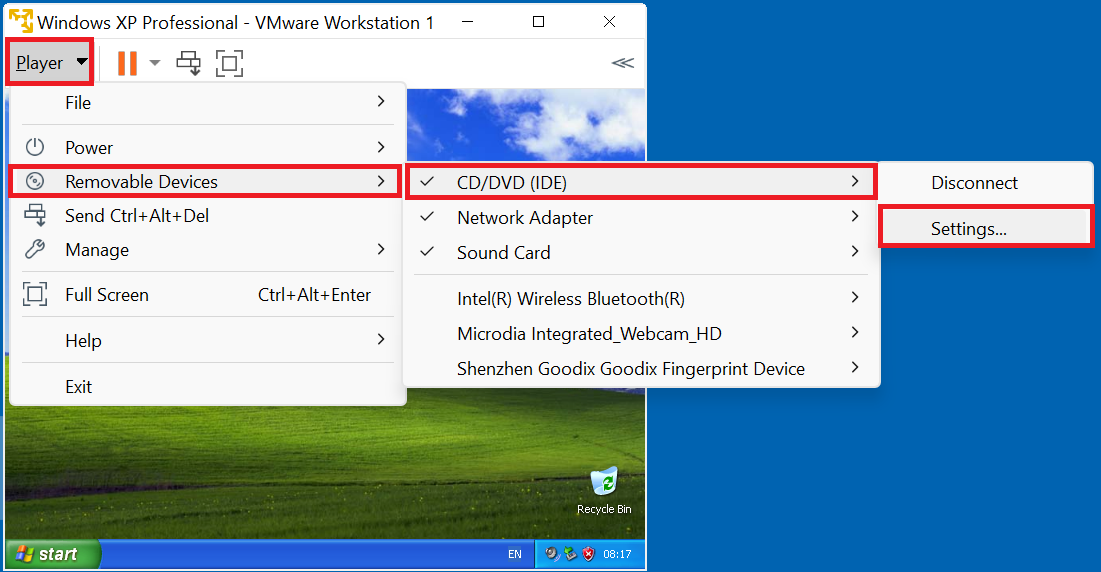 Windows XP Professional - VMware Workstation 1
Player
File
Power
Removable Devices
Send Ctrl+Alt+Del
Manage
Full Screen Ctrl+Alt+Enter
Help
Exit
CD/DVD (IDE)
Network Adapter
Sound Card
Intel(R) Wireless Bluetooth(R)
Microdia Integrated_Webcam_HD
Shenzhen Goodix Goodix Fingerprint Device
Disconnect
Settings...
Recycle Bin
start EN 08:17